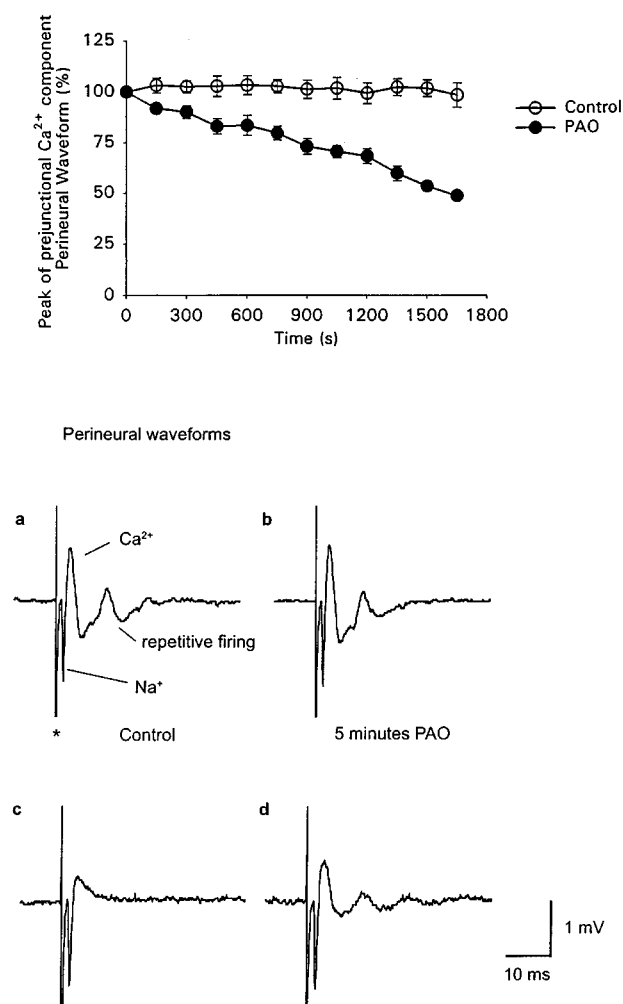 Peak of prejunctional Ca²⁺ component
Perineural Waveform (%)
125
100
75
50
25
0
0 300 600 900 1200 1500 1800
Time (s)
Control
PAO
Perineural waveforms
a
Ca²⁺
repetitive firing
Na⁺
* Control
b
5 minutes PAO
c
d
1 mV
10 ms